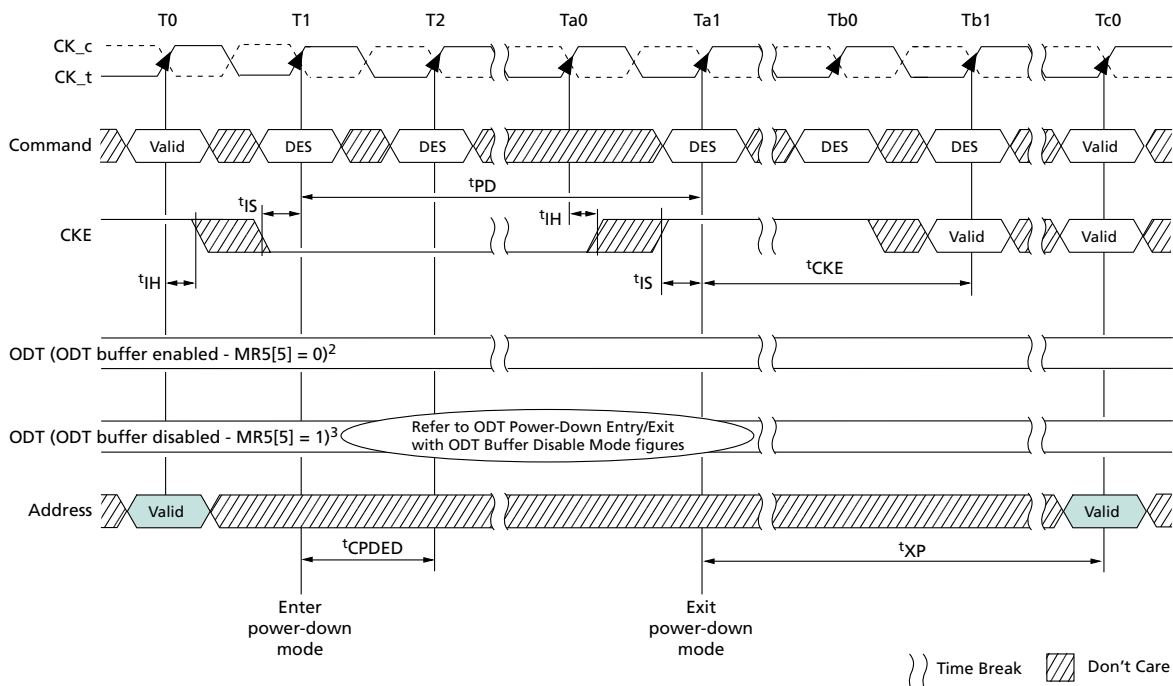 T0 T1 T2 Ta0 Ta1 Tb0 Tb1 Tc0
CK_c
CK_t
Command Valid DES DES DES DES DES Valid
tPD
tIS
tIH
CKE Valid Valid
tCKE
tIH
tIS
ODT (ODT buffer enabled - MR5[5] = 0)2
ODT (ODT buffer disabled - MR5[5] = 1)3
Refer to ODT Power-Down Entry/Exit
with ODT Buffer Disable Mode figures
Address Valid Valid
tCPDED
tXP
Enter
power-down
mode
Exit
power-down
mode
Time Break Don't Care